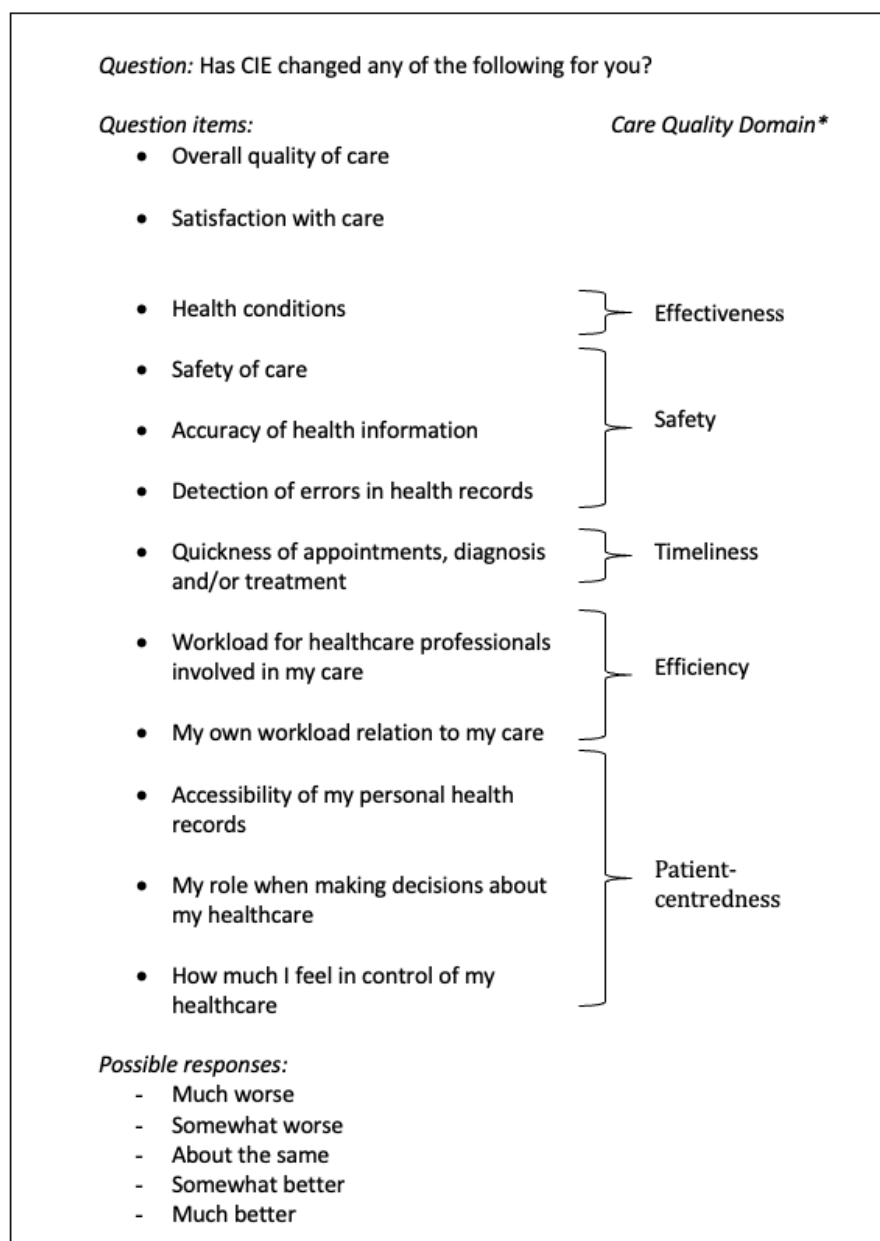 Question: Has CIE changed any of the following for you?
Question items: Care Quality Domain*
• Overall quality of care
• Satisfaction with care
• Health conditions
Effectiveness
• Safety of care
• Accuracy of health information
Safety
• Detection of errors in health records
• Quickness of appointments, diagnosis
and/or treatment
Timeliness
• Workload for healthcare professionals
involved in my care
Efficiency
• My own workload relation to my care
• Accessibility of my personal health
records
• My role when making decisions about
my healthcare
Patient-
centredness
• How much I feel in control of my
healthcare
Possible responses:
- Much worse
- Somewhat worse
- About the same
- Somewhat better
- Much better